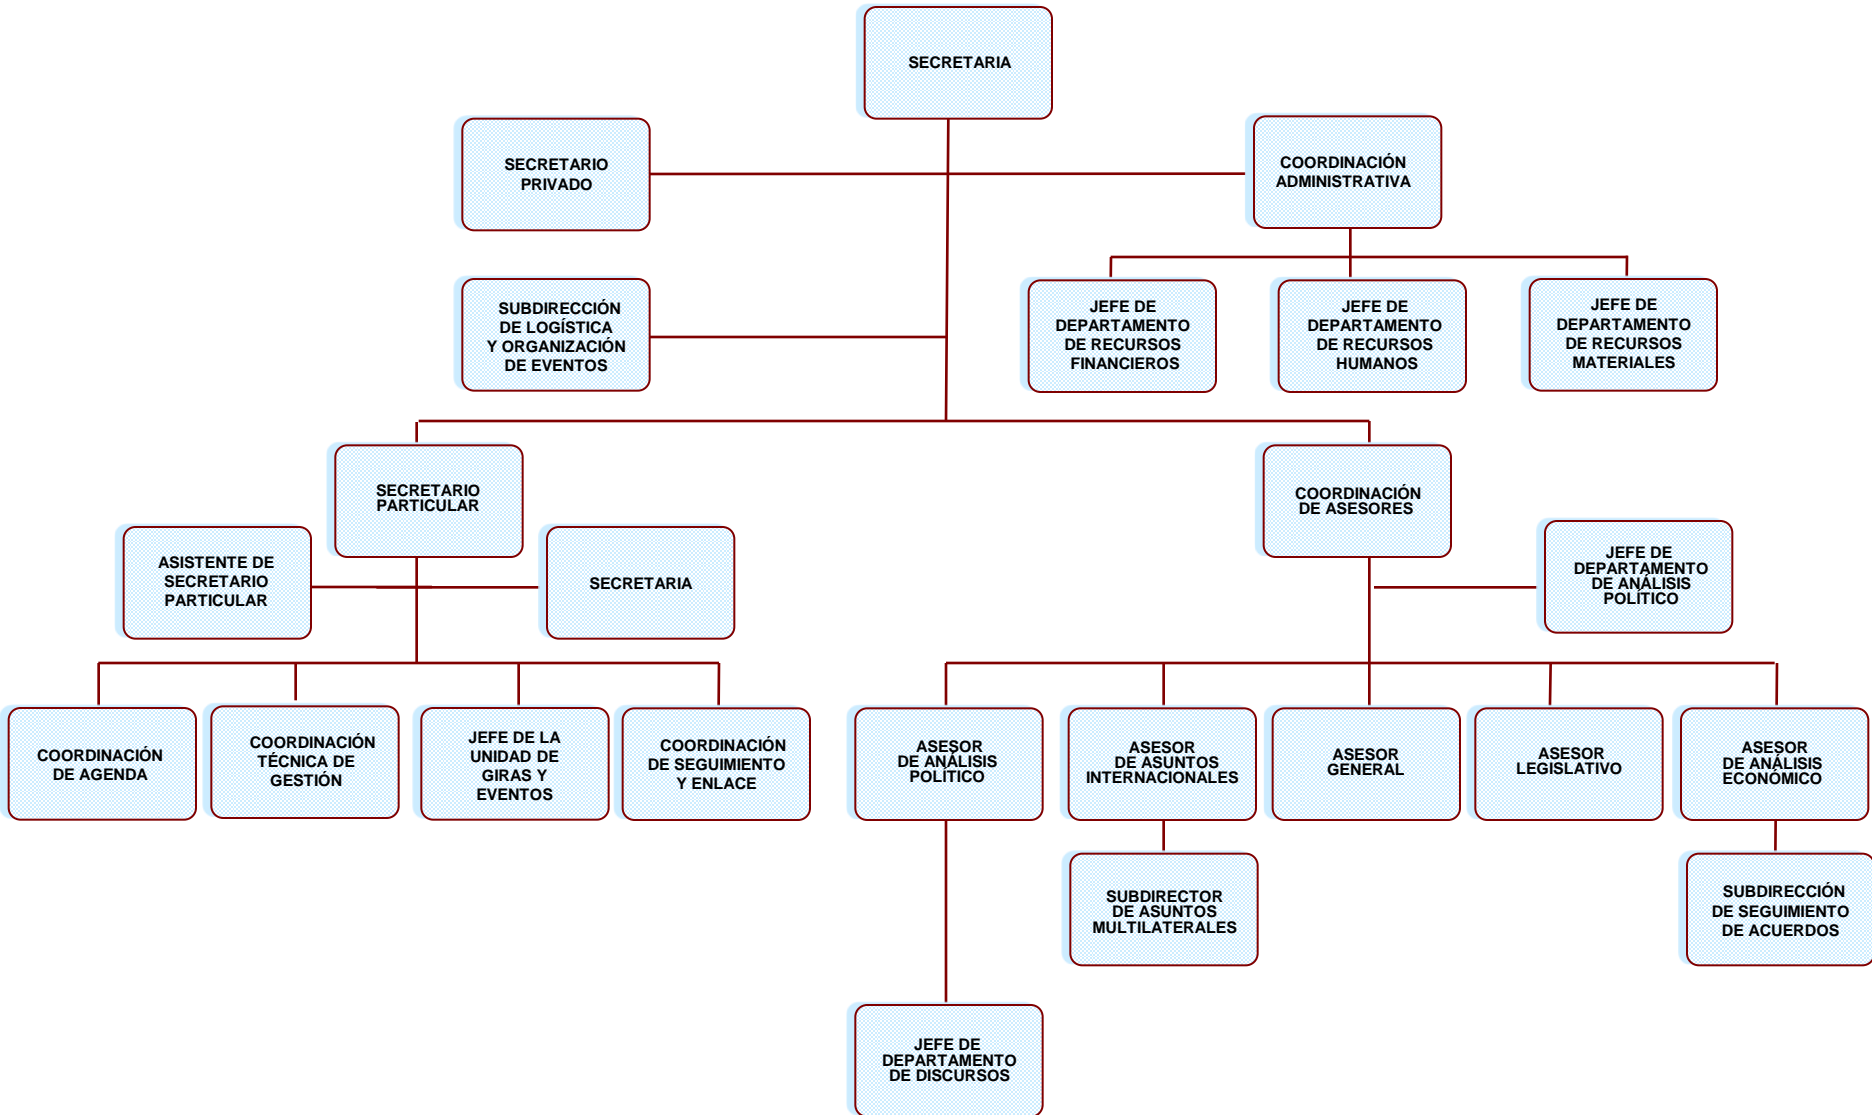 SECRETARIA
SECRETARIO
PRIVADO
COORDINACIÓN
ADMINISTRATIVA
SUBDIRECCIÓN
DE LOGÍSTICA
Y ORGANIZACIÓN
DE EVENTOS
JEFE DE
DEPARTAMENTO
DE RECURSOS
FINANCIEROS
JEFE DE
DEPARTAMENTO
DE RECURSOS
HUMANOS
JEFE DE
DEPARTAMENTO
DE RECURSOS
MATERIALES
SECRETARIO
PARTICULAR
COORDINACIÓN
DE ASESORES
ASISTENTE DE
SECRETARIO
PARTICULAR
SECRETARIA
JEFE DE
DEPARTAMENTO
DE ANÁLISIS
POLÍTICO
COORDINACIÓN
DE AGENDA
COORDINACIÓN
TÉCNICA DE
GESTIÓN
JEFE DE LA
UNIDAD DE
GIRAS Y
EVENTOS
COORDINACIÓN
DE SEGUIMIENTO
Y ENLACE
ASESOR
DE ANÁLISIS
POLÍTICO
ASESOR
DE ASUNTOS
INTERNACIONALES
ASESOR
GENERAL
ASESOR
LEGISLATIVO
ASESOR
DE ANÁLISIS
ECONÓMICO
SUBDIRECTOR
DE ASUNTOS
MULTILATERALES
SUBDIRECCIÓN
DE SEGUIMIENTO
DE ACUERDOS
JEFE DE
DEPARTAMENTO
DE DISCURSOS